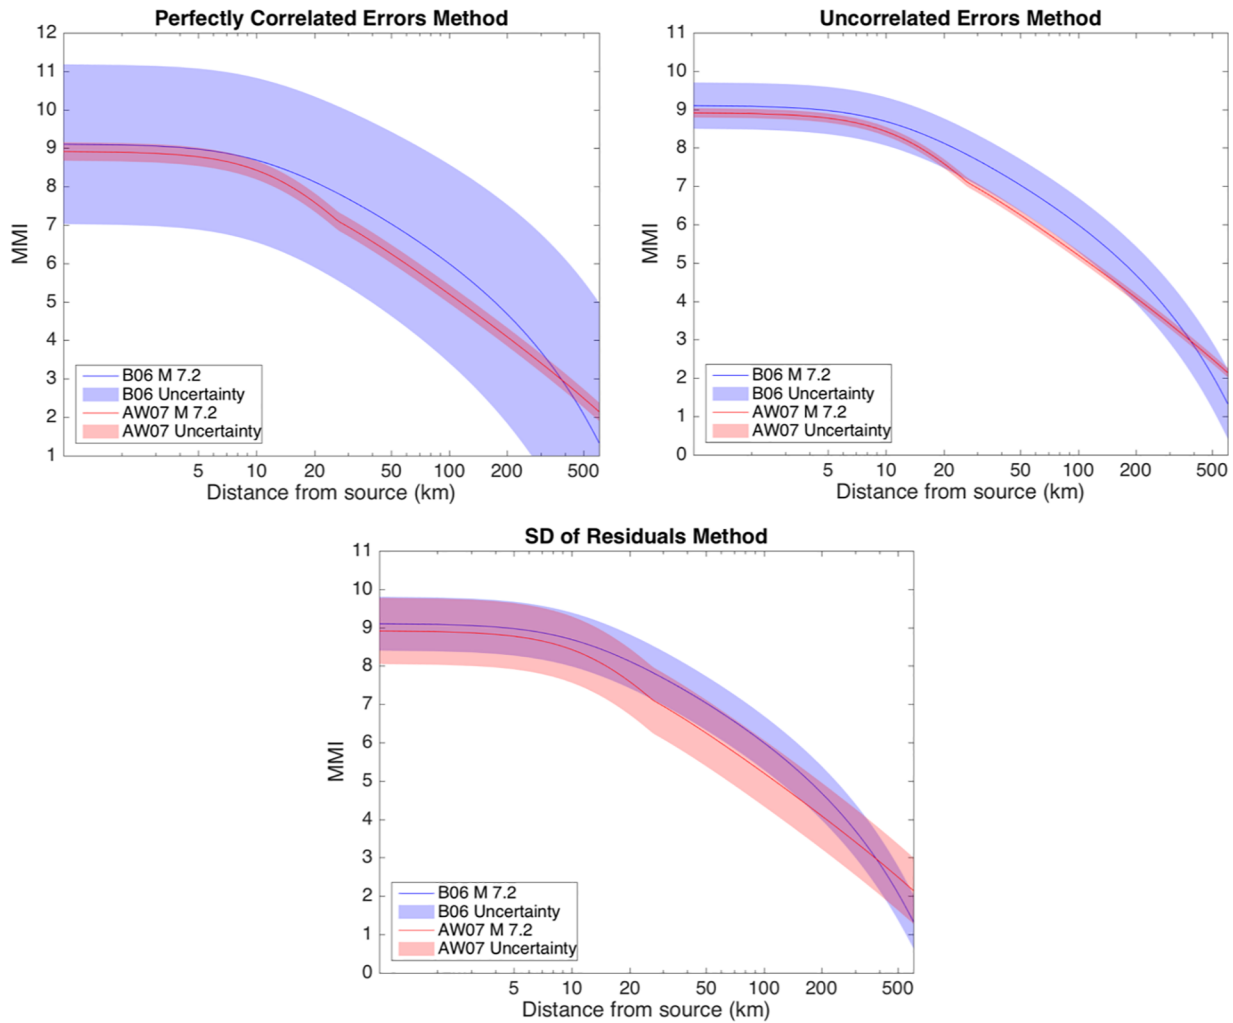 Perfectly Correlated Errors Method
12
11
10
9
8
7
6
5
4
3
2
1
MMI
B06 M 7.2
B06 Uncertainty
AW07 M 7.2
AW07 Uncertainty
5 10 20 50 100 200 500
Distance from source (km)
Uncorrelated Errors Method
11
10
9
8
7
6
5
4
3
2
1
0
MMI
B06 M 7.2
B06 Uncertainty
AW07 M 7.2
AW07 Uncertainty
5 10 20 50 100 200 500
Distance from source (km)
SD of Residuals Method
11
10
9
8
7
6
5
4
3
2
1
0
MMI
B06 M 7.2
B06 Uncertainty
AW07 M 7.2
AW07 Uncertainty
5 10 20 50 100 200 500
Distance from source (km)